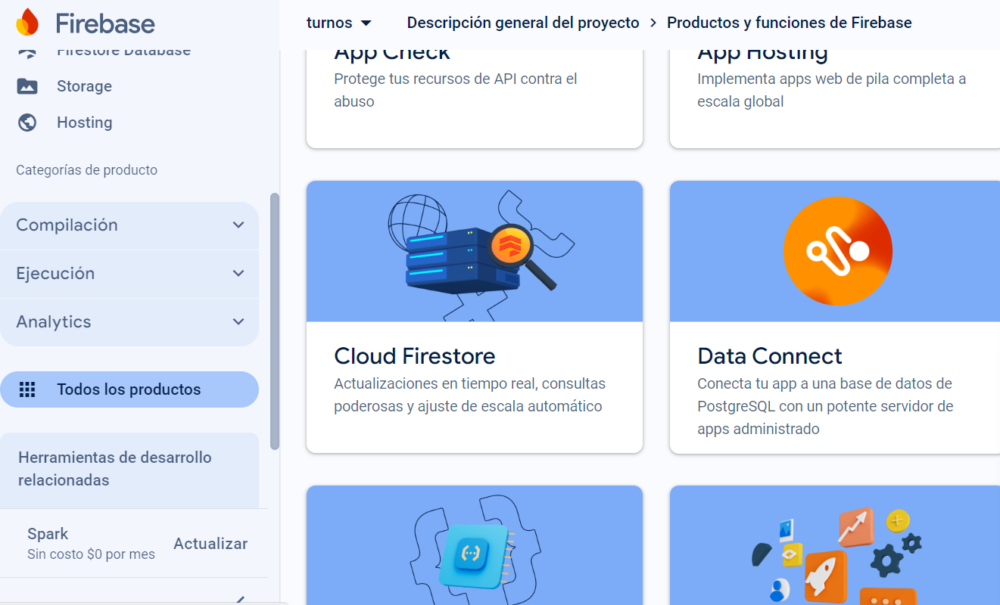 Firebase
Firestore Database
Storage
Hosting
Categorías de producto
Compilación
Ejecución
Analytics
Todos los productos
Herramientas de desarrollo
relacionadas
Spark
Sin costo $0 por mes
Actualizar
turnos
Descripción general del proyecto > Productos y funciones de Firebase
App Check
Protege tus recursos de API contra el
abuso
App Hosting
Implementa apps web de pila completa a
escala global
Cloud Firestore
Actualizaciones en tiempo real, consultas
poderosas y ajuste de escala automático
Data Connect
Conecta tu app a una base de datos de
PostgreSQL con un potente servidor de
apps administrado